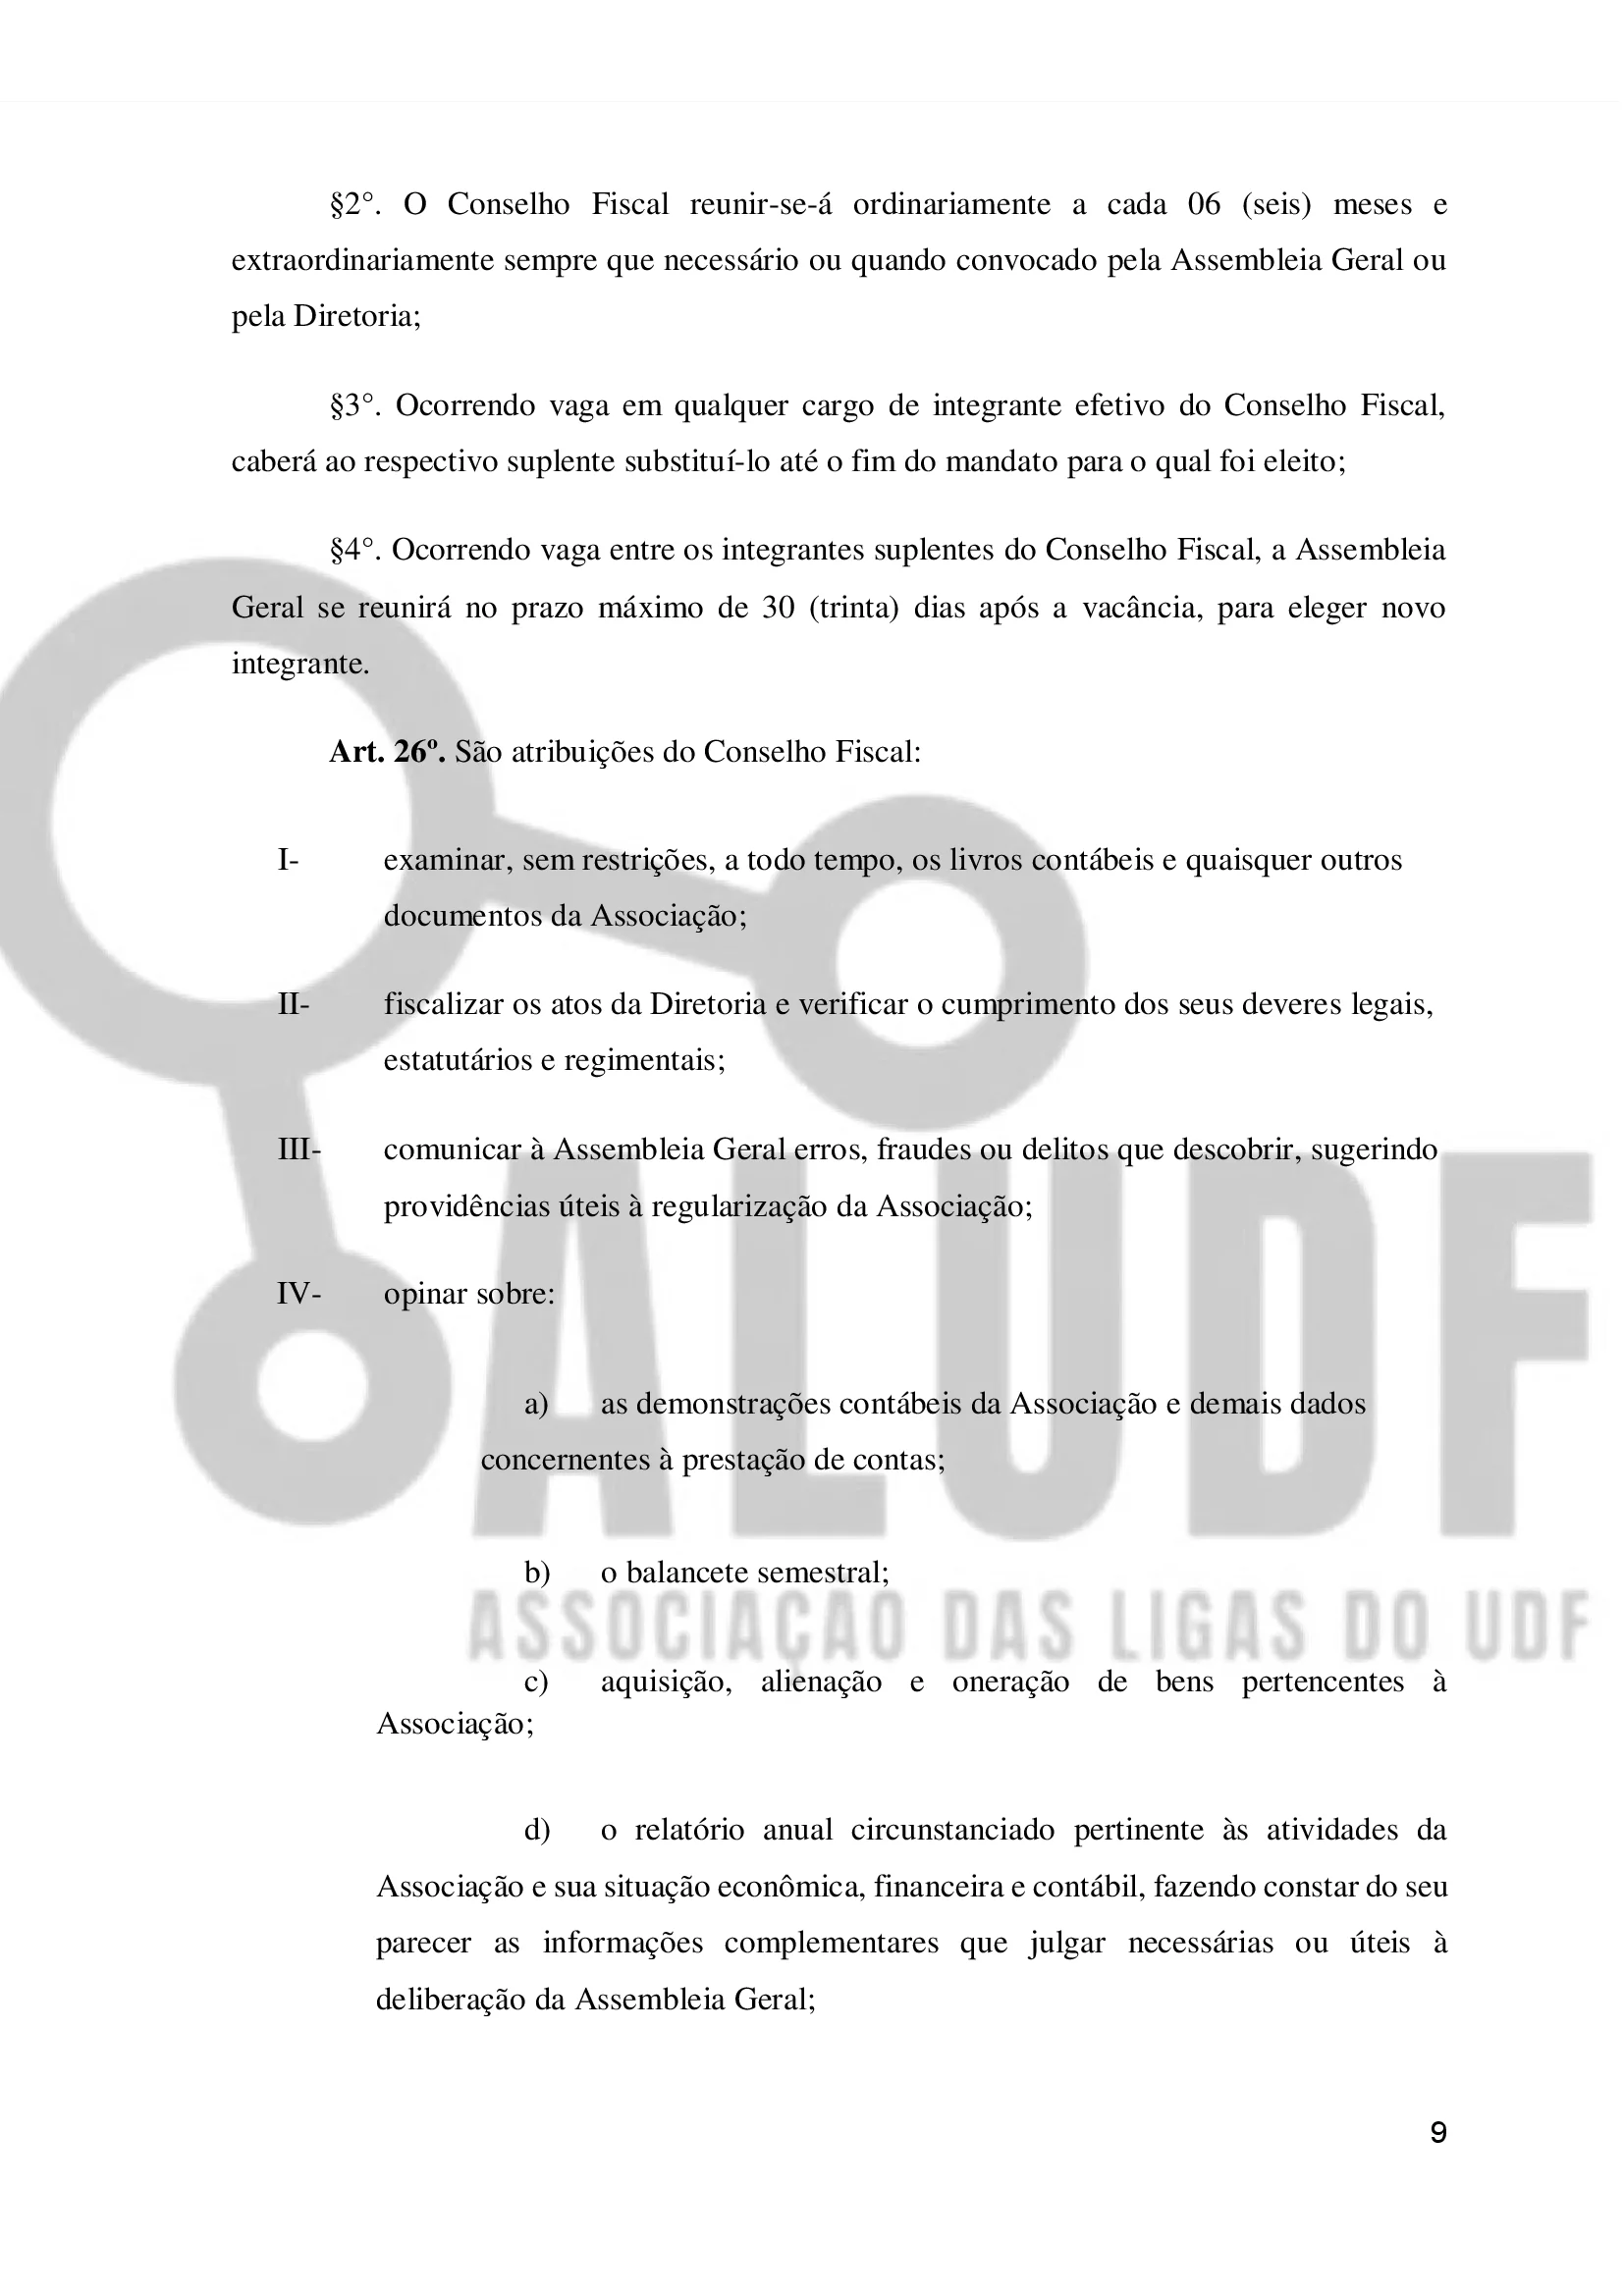 §2°. O Conselho Fiscal reunir-se-á ordinariamente a cada 06 (seis) meses e
extraordinariamente sempre que necessário ou quando convocado pela Assembleia Geral ou
pela Diretoria;
§3°. Ocorrendo vaga em qualquer cargo de integrante efetivo do Conselho Fiscal,
caberá ao respectivo suplente substituí-lo até o fim do mandato para o qual foi eleito;
§4°. Ocorrendo vaga entre os integrantes suplentes do Conselho Fiscal, a Assembleia
Geral se reunirá no prazo máximo de 30 (trinta) dias após a vacância, para eleger novo
integrante.
Art. 26º. São atribuições do Conselho Fiscal:
I- examinar, sem restrições, a todo tempo, os livros contábeis e quaisquer outros
documentos da Associação;
II- fiscalizar os atos da Diretoria e verificar o cumprimento dos seus deveres legais,
estatutários e regimentais;
III- comunicar à Assembleia Geral erros, fraudes ou delitos que descobrir, sugerindo
providências úteis à regularização da Associação;
IV- opinar sobre:
a) as demonstrações contábeis da Associação e demais dados
concernentes à prestação de contas;
ALUDF
b) o balancete semestral;
ASSOCIAÇÃO DAS LIGAS DO UDF
c) aquisição, alienação e oneração de bens pertencentes à
Associação;
d) o relatório anual circunstanciado pertinente às atividades da
Associação e sua situação econômica, financeira e contábil, fazendo constar do seu
parecer as informações complementares que julgar necessárias ou úteis à
deliberação da Assembleia Geral;
9